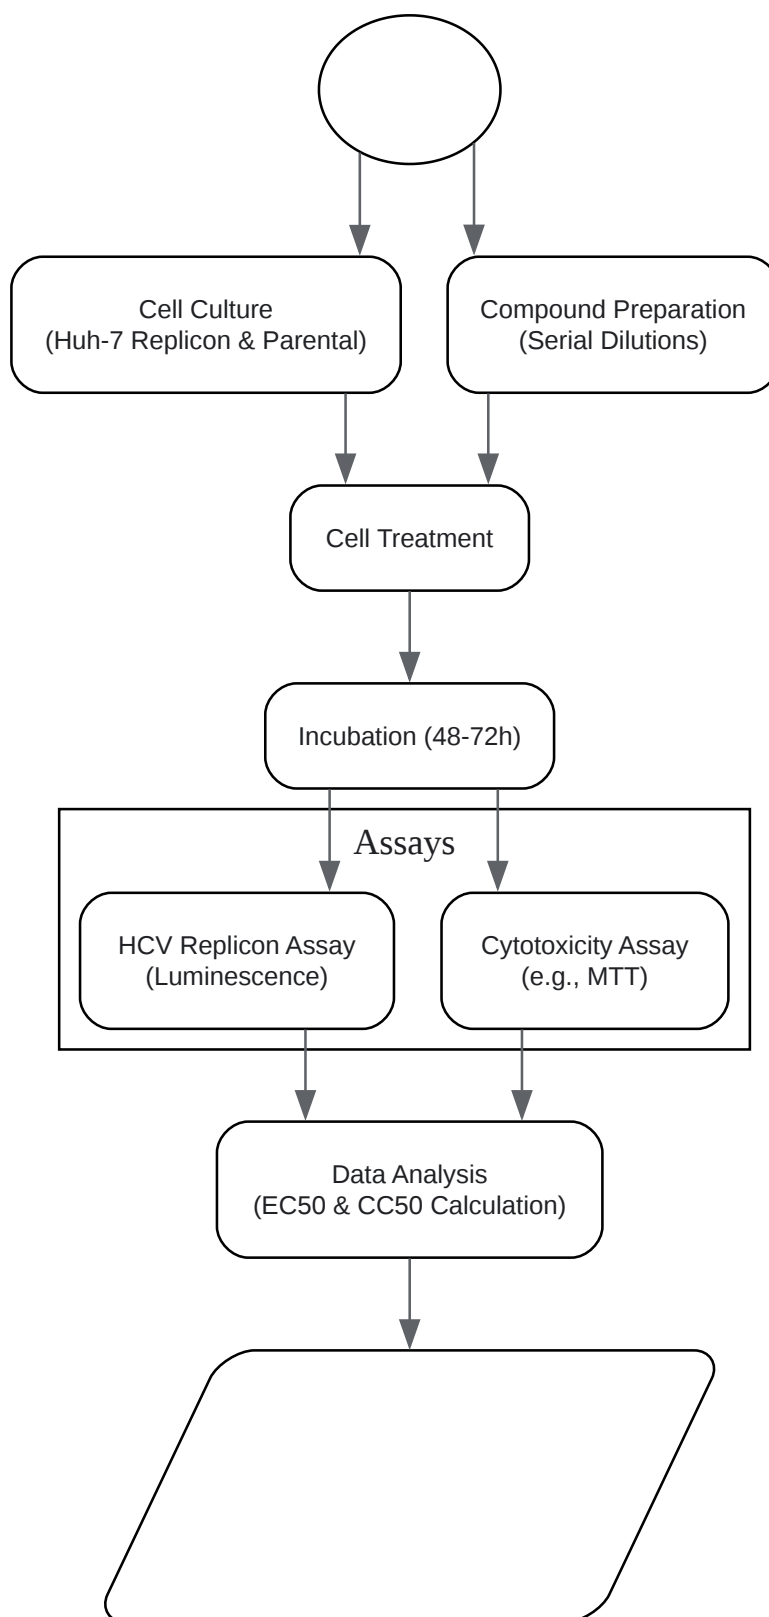 Cell Culture
(Huh-7 Replicon & Parental)
Compound Preparation
(Serial Dilutions)
Cell Treatment
Incubation (48-72h)
Assays
HCV Replicon Assay
(Luminescence)
Cytotoxicity Assay
(e.g., MTT)
Data Analysis
(EC50 & CC50 Calculation)